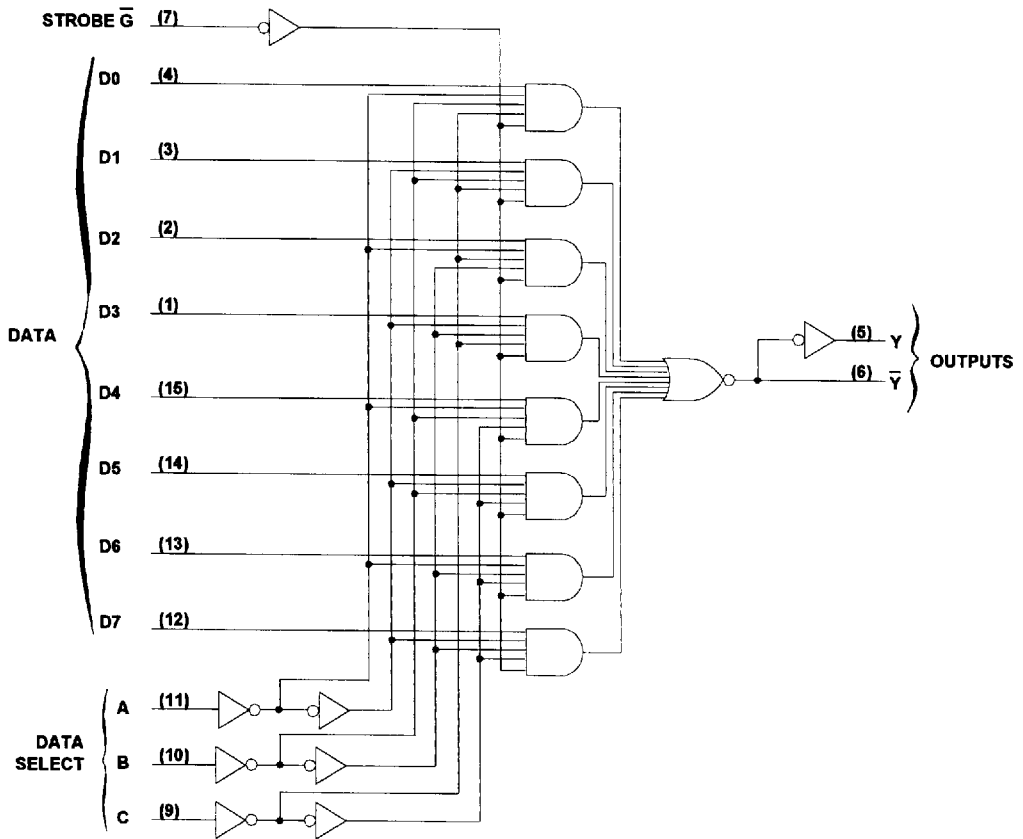 STROBE G̅ (7)
D0 (4)
D1 (3)
D2 (2)
D3 (1)
DATA
D4 (15)
D5 (14)
D6 (13)
D7 (12)
(5) Y
(6) Y̅
OUTPUTS
A (11)
DATA
SELECT
B (10)
C (9)